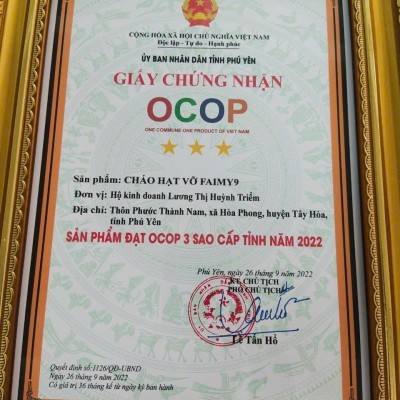 CỘNG HÒA XÃ HỘI CHỦ NGHĨA VIỆT NAM
Độc lập - Tự do - Hạnh phúc
ỦY BAN NHÂN DÂN TỈNH PHÚ YÊN
GIẤY CHỨNG NHẬN
OCOP
ONE COMMUNE ONE PRODUCT OF VIET NAM
Sản phẩm: CHÁO HẠT VỠ FAIMY9
Đơn vị: Hộ kinh doanh Lương Thị Huỳnh Triểm
Địa chỉ: Thôn Phước Thành Nam, xã Hòa Phong, huyện Tây Hòa,
tỉnh Phú Yên
SẢN PHẨM ĐẠT OCOP 3 SAO CẤP TỈNH NĂM 2022
Phú Yên, ngày 26 tháng 9 năm 2022
KT. CHỦ TỊCH
PHÓ CHỦ TỊCH
Lê Tấn Hổ
Quyết định số:1126/QĐ-UBND
Ngày 26 tháng 9 năm 2022
Có giá trị 36 tháng kể từ ngày ký ban hành